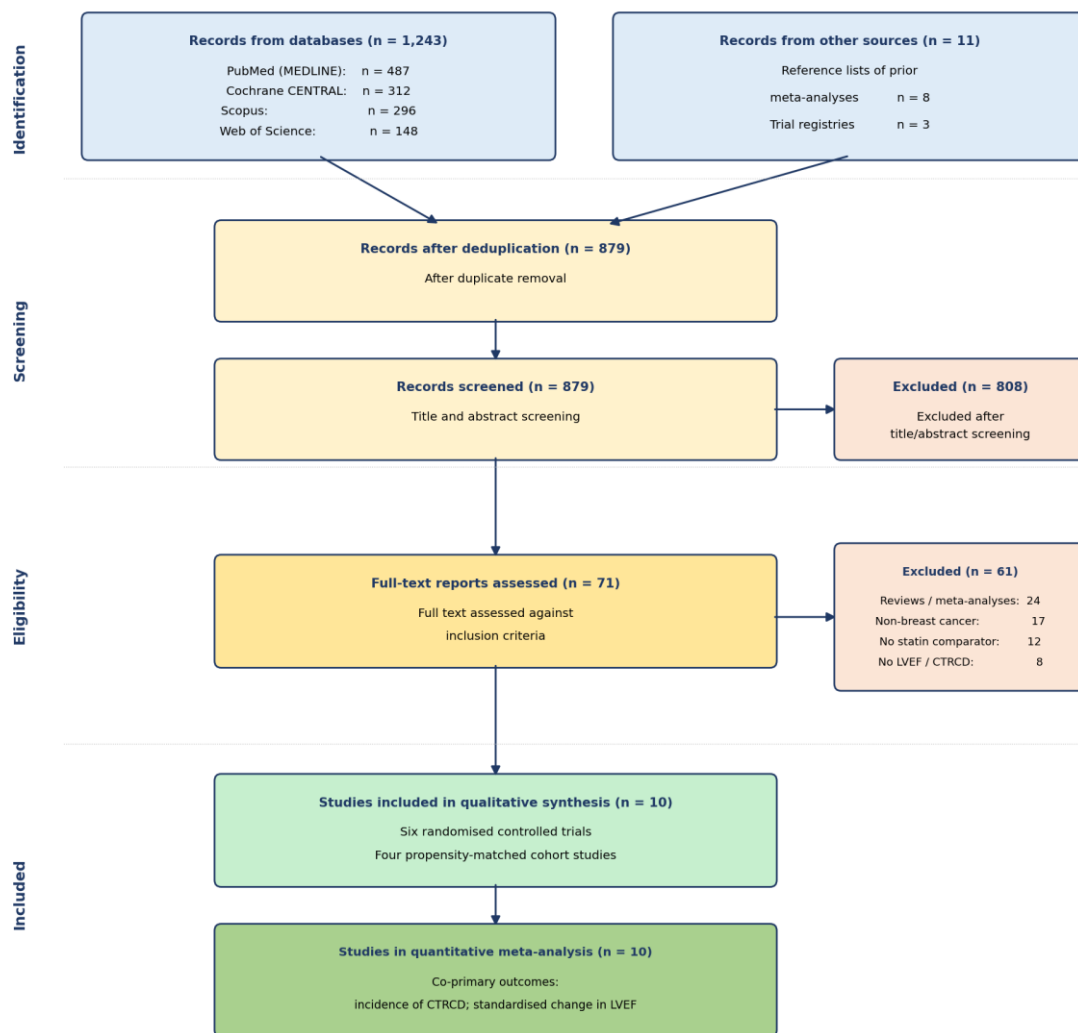 Identification
Records from databases (n = 1,243)
PubMed (MEDLINE): n = 487
Cochrane CENTRAL: n = 312
Scopus: n = 296
Web of Science: n = 148
Records from other sources (n = 11)
Reference lists of prior
meta-analyses n = 8
Trial registries n = 3
Screening
Records after deduplication (n = 879)
After duplicate removal
Records screened (n = 879)
Title and abstract screening
Excluded (n = 808)
Excluded after
title/abstract screening
Eligibility
Full-text reports assessed (n = 71)
Full text assessed against
inclusion criteria
Excluded (n = 61)
Reviews / meta-analyses: 24
Non-breast cancer: 17
No statin comparator: 12
No LVEF / CTRCD: 8
Included
Studies included in qualitative synthesis (n = 10)
Six randomised controlled trials
Four propensity-matched cohort studies
Studies in quantitative meta-analysis (n = 10)
Co-primary outcomes:
incidence of CTRCD; standardised change in LVEF